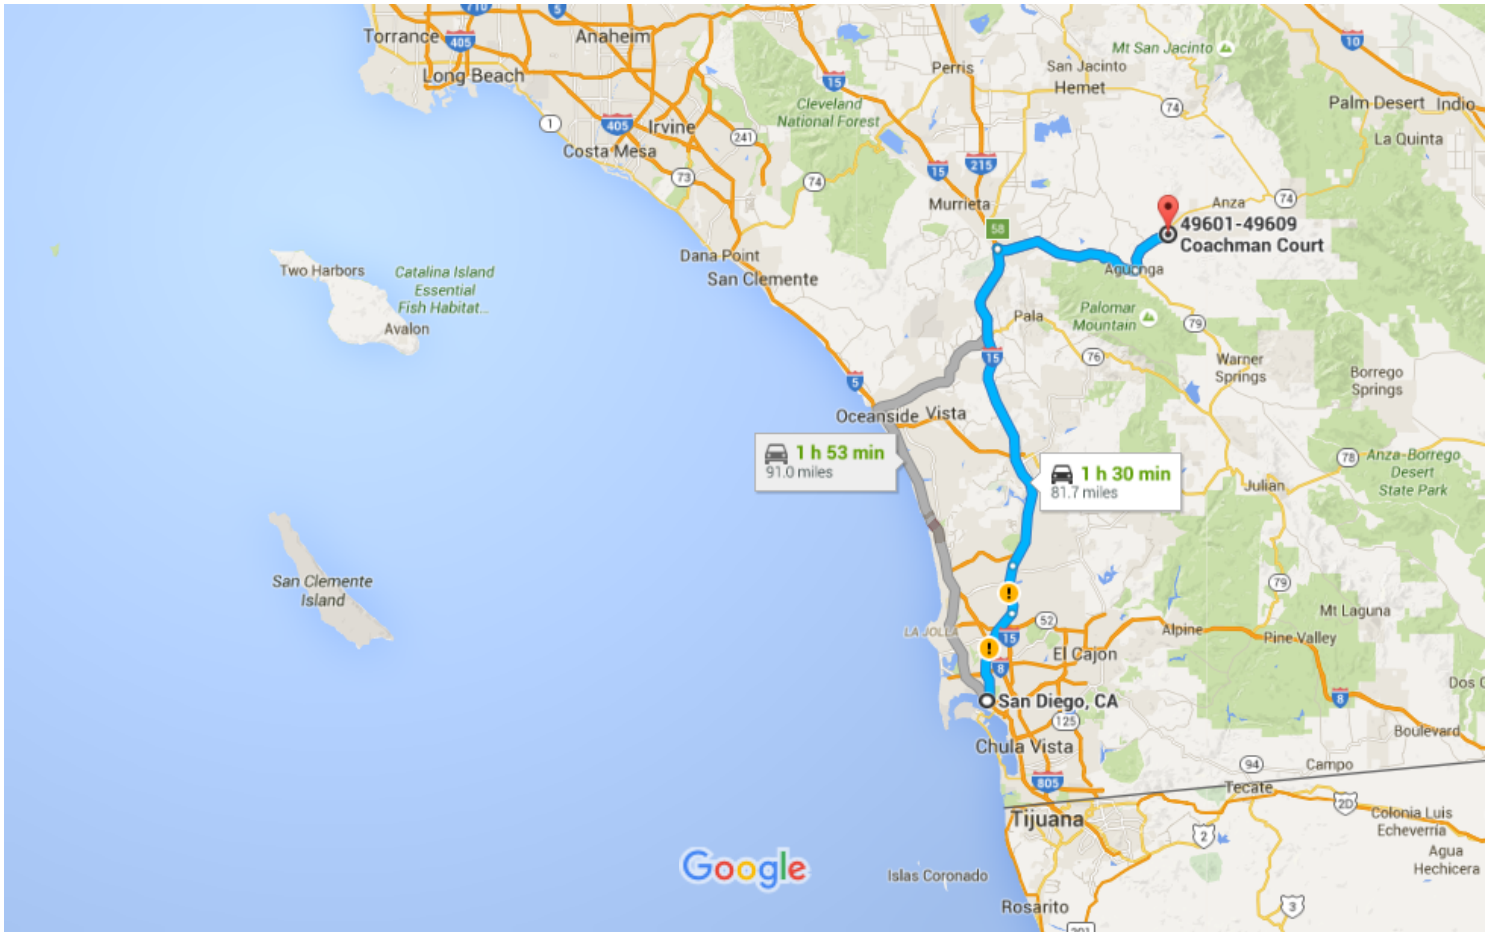 710
5
Torrance
405
Anaheim
Long Beach
15
Perris
San Jacinto
Hemet
Mt San Jacinto
10
74
Palm Desert
Indio
La Quinta
Cleveland
National Forest
1
405
Irvine
Costa Mesa
241
73
74
15
215
Murrieta
58
Anza
74
49601-49609
Coachman Court
Dana Point
San Clemente
Two Harbors
Catalina Island
Essential
Fish Habitat...
Avalon
Aguanga
Pala
Palomar
Mountain
79
15
76
Warner
Springs
Borrego
Springs
5
Oceanside
Vista
1 h 53 min
91.0 miles
1 h 30 min
81.7 miles
78
Anza-Borrego
Desert
State Park
Julian
San Clemente
Island
79
Mt Laguna
LA JOLLA
15
52
Alpine
Pine Valley
El Cajon
8
8
Dos
San Diego, CA
125
Boulevard
Chula Vista
94
Campo
805
Tecate
2D
Tijuana
2
Colonia Luis
Echeverría
Agua
Hechicera
Google
Islas Coronado
Rosarito
3
201